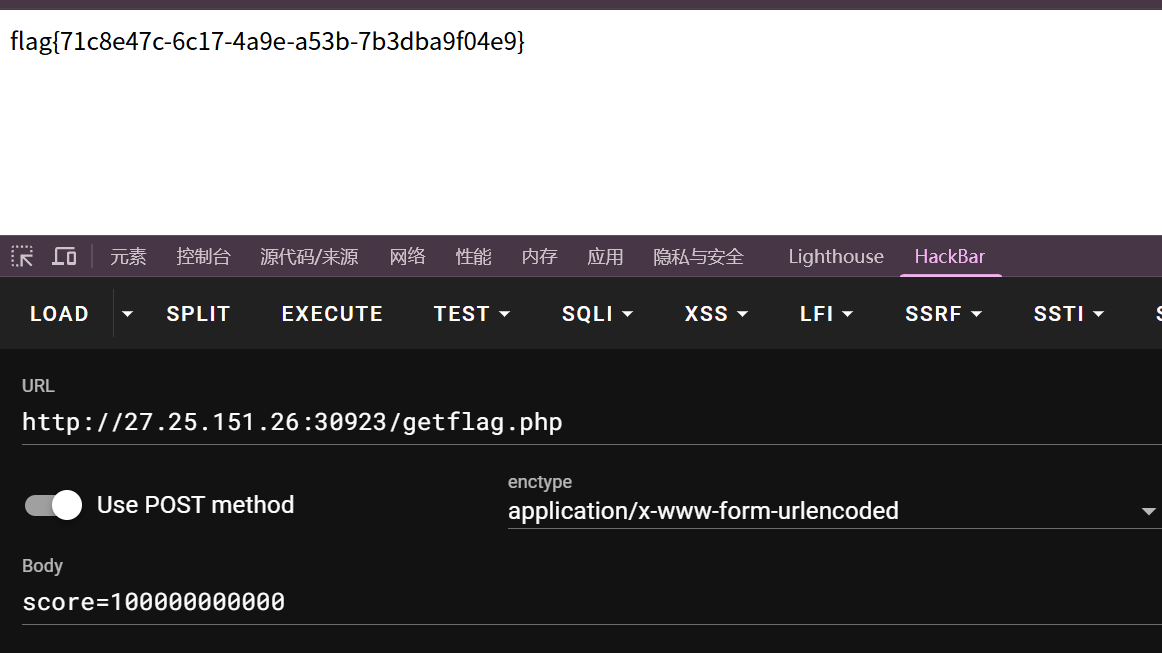 flag{71c8e47c-6c17-4a9e-a53b-7b3dba9f04e9}
元素 控制台 源代码/来源 网络 性能 内存 应用 隐私与安全 Lighthouse HackBar
LOAD SPLIT EXECUTE TEST SQLI XSS LFI SSRF SSTI
URL
http://27.25.151.26:30923/getflag.php
Use POST method
enctype
application/x-www-form-urlencoded
Body
score=100000000000